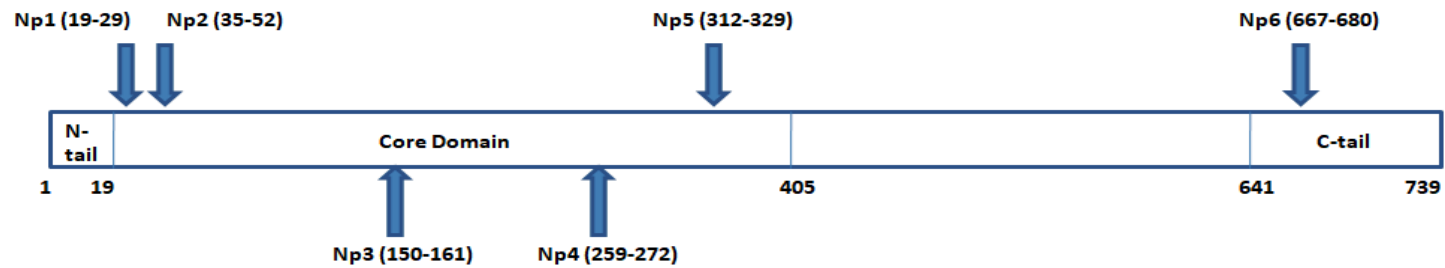 Np1 (19-29) Np2 (35-52) Np5 (312-329) Np6 (667-680)
N-
tail
Core Domain C-tail
1 19 405 641 739
Np3 (150-161) Np4 (259-272)